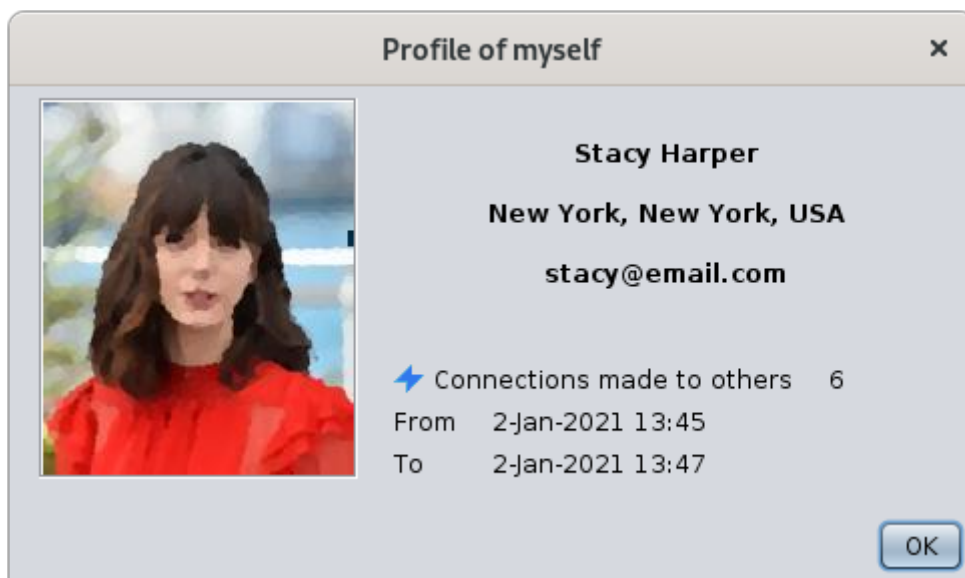 Profile of myself ×
Stacy Harper
New York, New York, USA
stacy@email.com
Connections made to others 6
From 2-Jan-2021 13:45
To 2-Jan-2021 13:47
OK